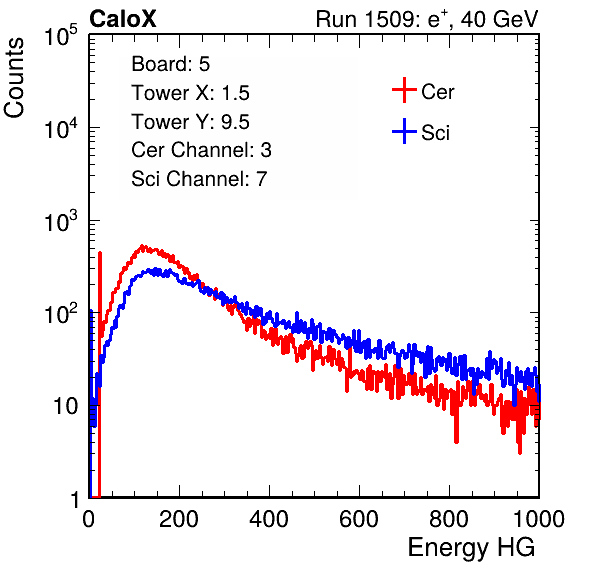 CaloX Run 1509: e⁺, 40 GeV
Counts
Board: 5
Tower X: 1.5
Tower Y: 9.5
Cer Channel: 3
Sci Channel: 7
Cer
Sci
10⁵
10⁴
10³
10²
10
1
0 200 400 600 800 1000
Energy HG